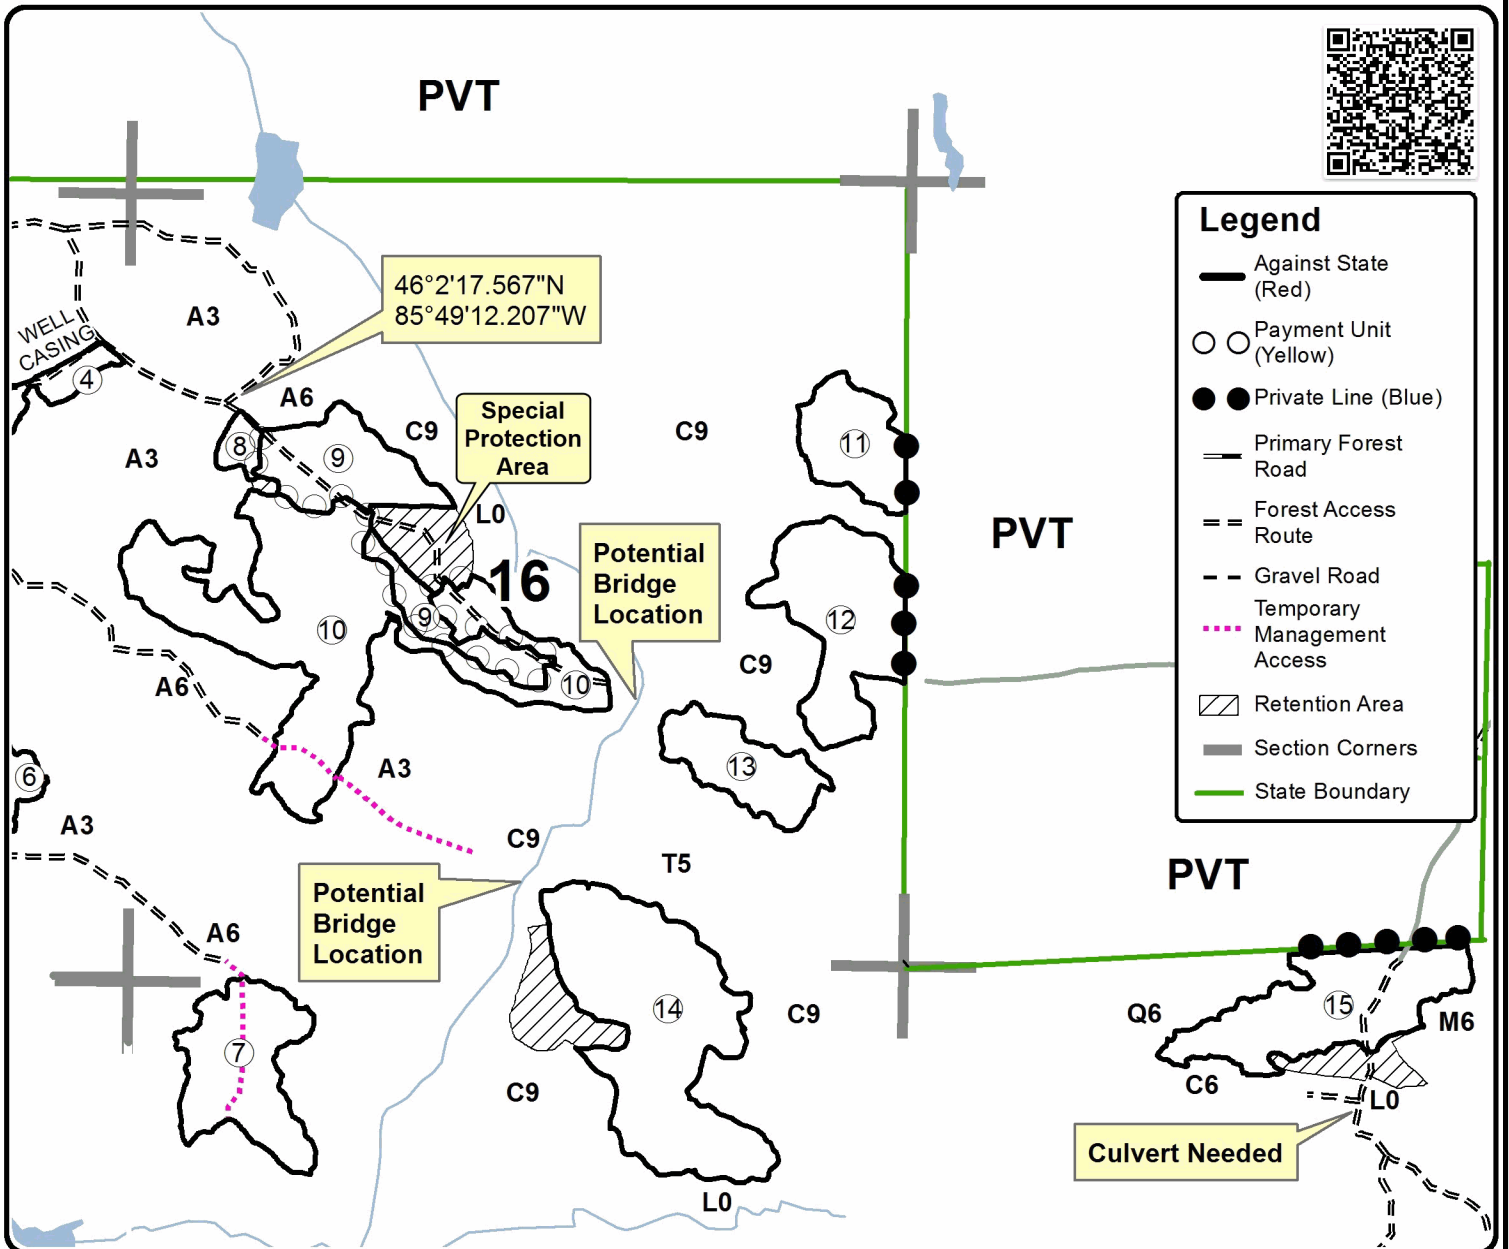 PVT
46°2'17.567"N
85°49'12.207"W
A3
WELL
CASING
4
A6
C9
Special
Protection
Area
C9
11
8
9
A3
L0
PVT
16
Potential
Bridge
Location
12
10
9
C9
10
A6
13
A3
6
A3
C9
T5
Potential
Bridge
Location
A6
PVT
14
C9
Q6
15
M6
7
C9
C6
L0
Culvert Needed
L0
Legend
Against State
(Red)
Payment Unit
(Yellow)
Private Line (Blue)
Primary Forest
Road
Forest Access
Route
Gravel Road
Temporary
Management
Access
Retention Area
Section Corners
State Boundary